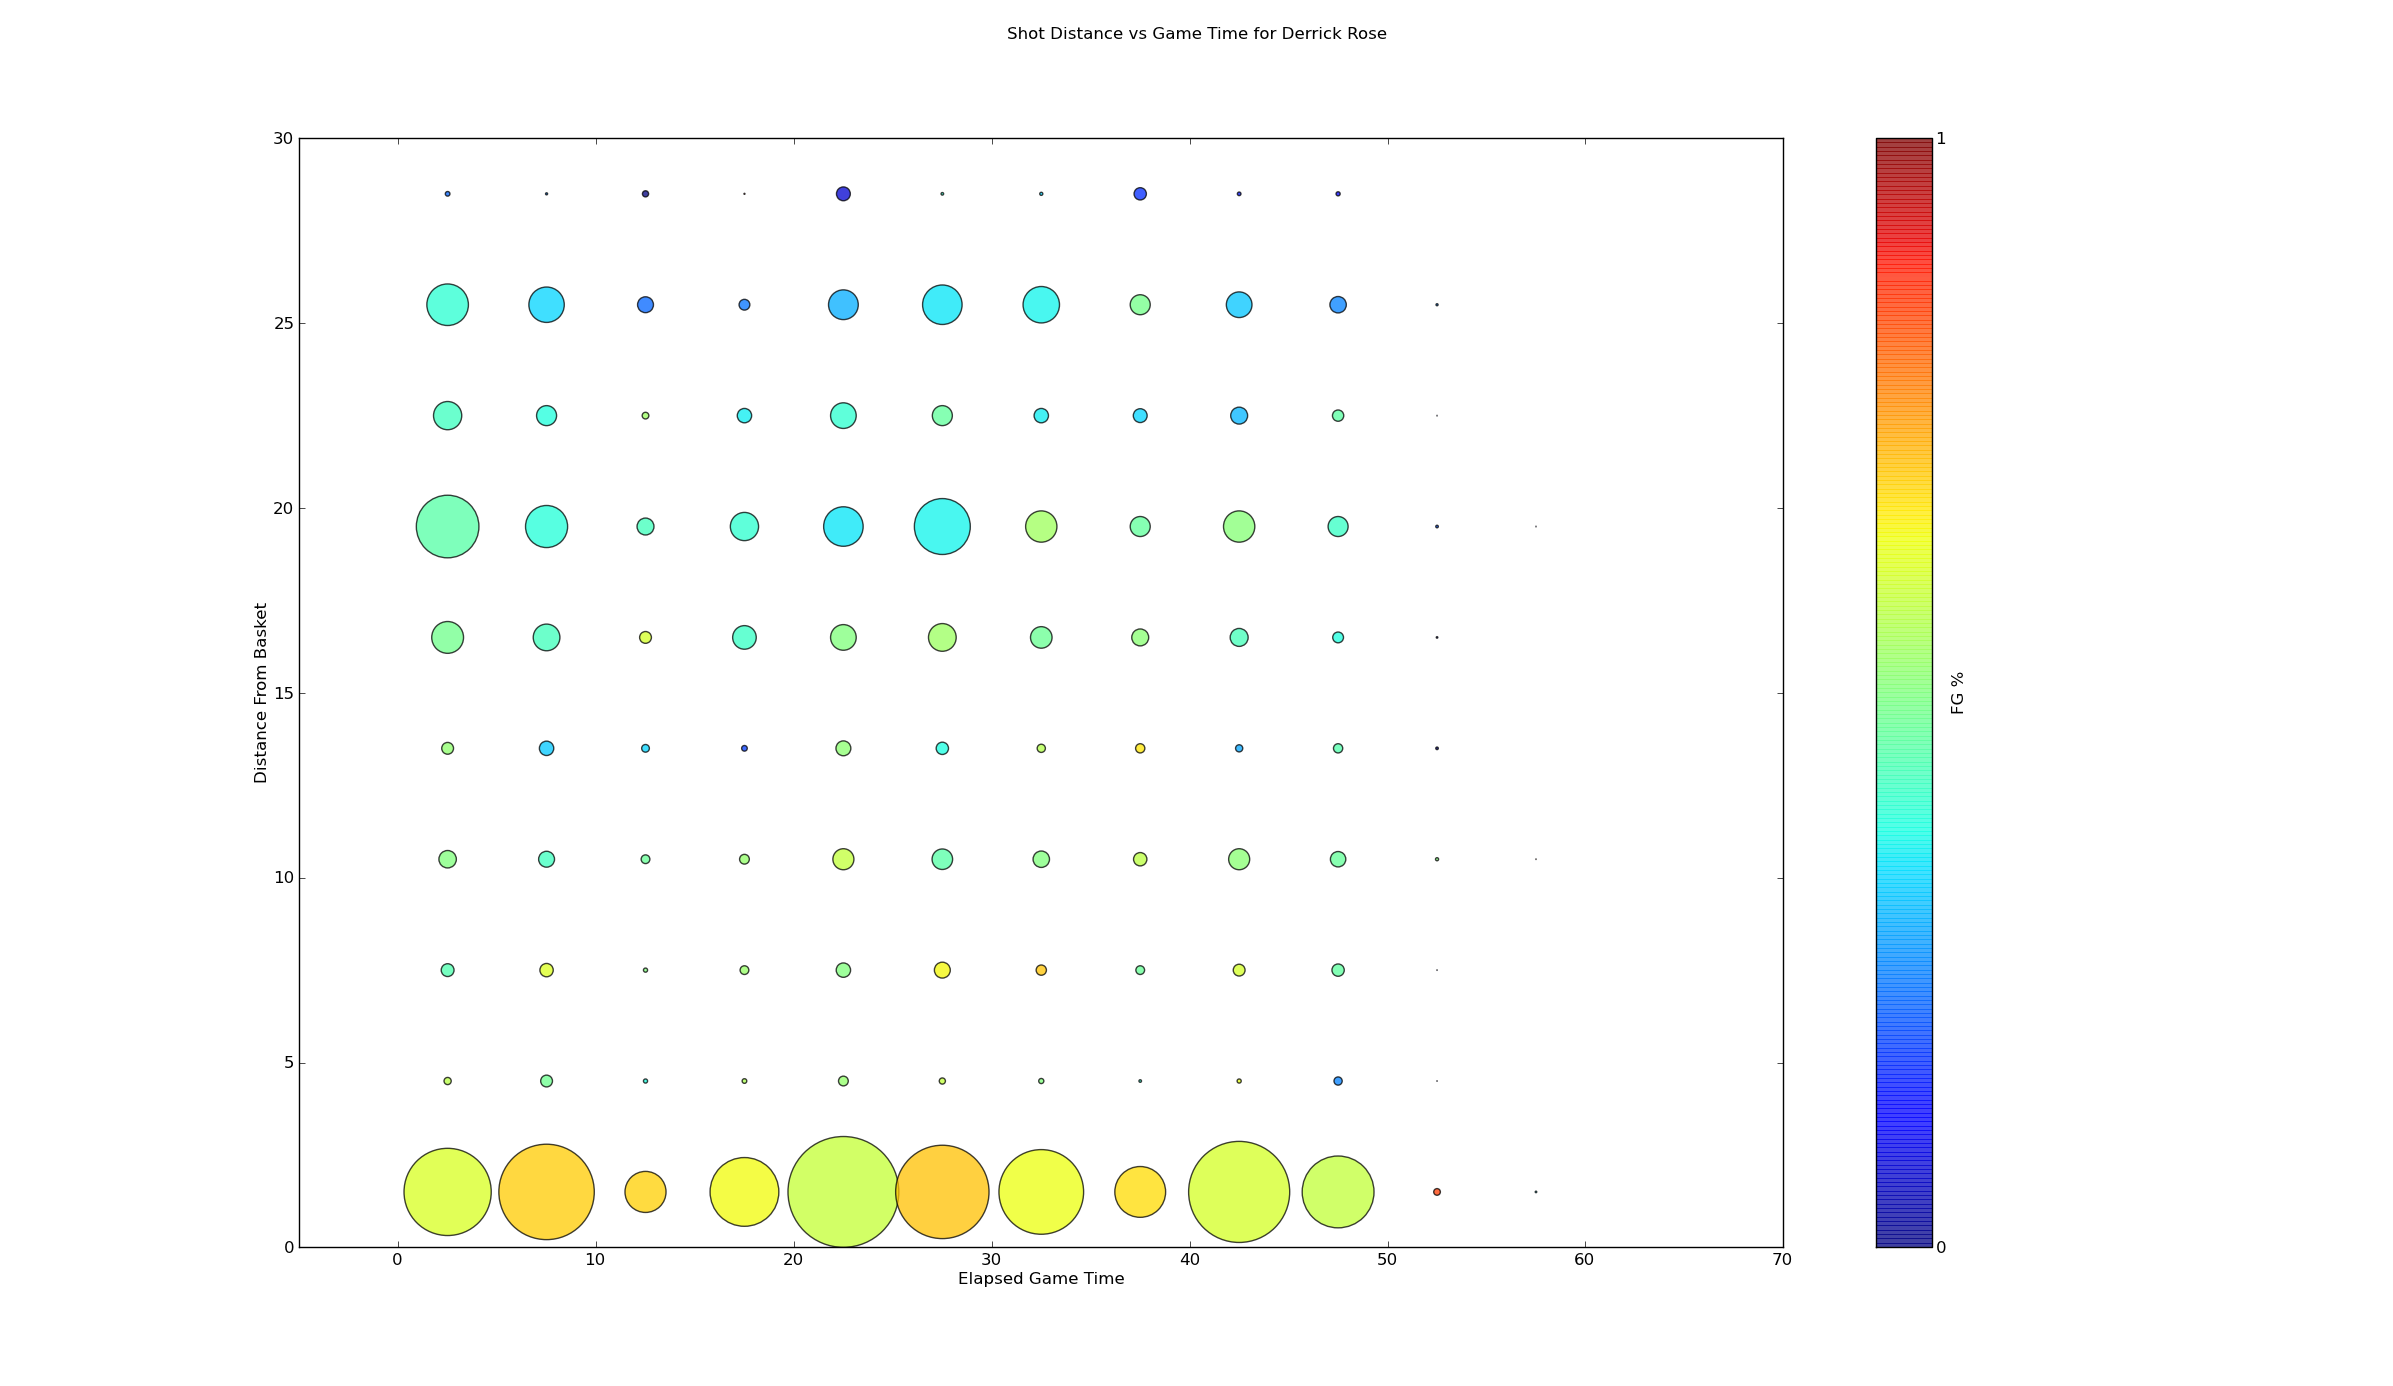 Shot Distance vs Game Time for Derrick Rose
30
25
20
15
10
5
0
Distance From Basket
0 10 20 30 40 50 60 70
Elapsed Game Time
1
0
FG %